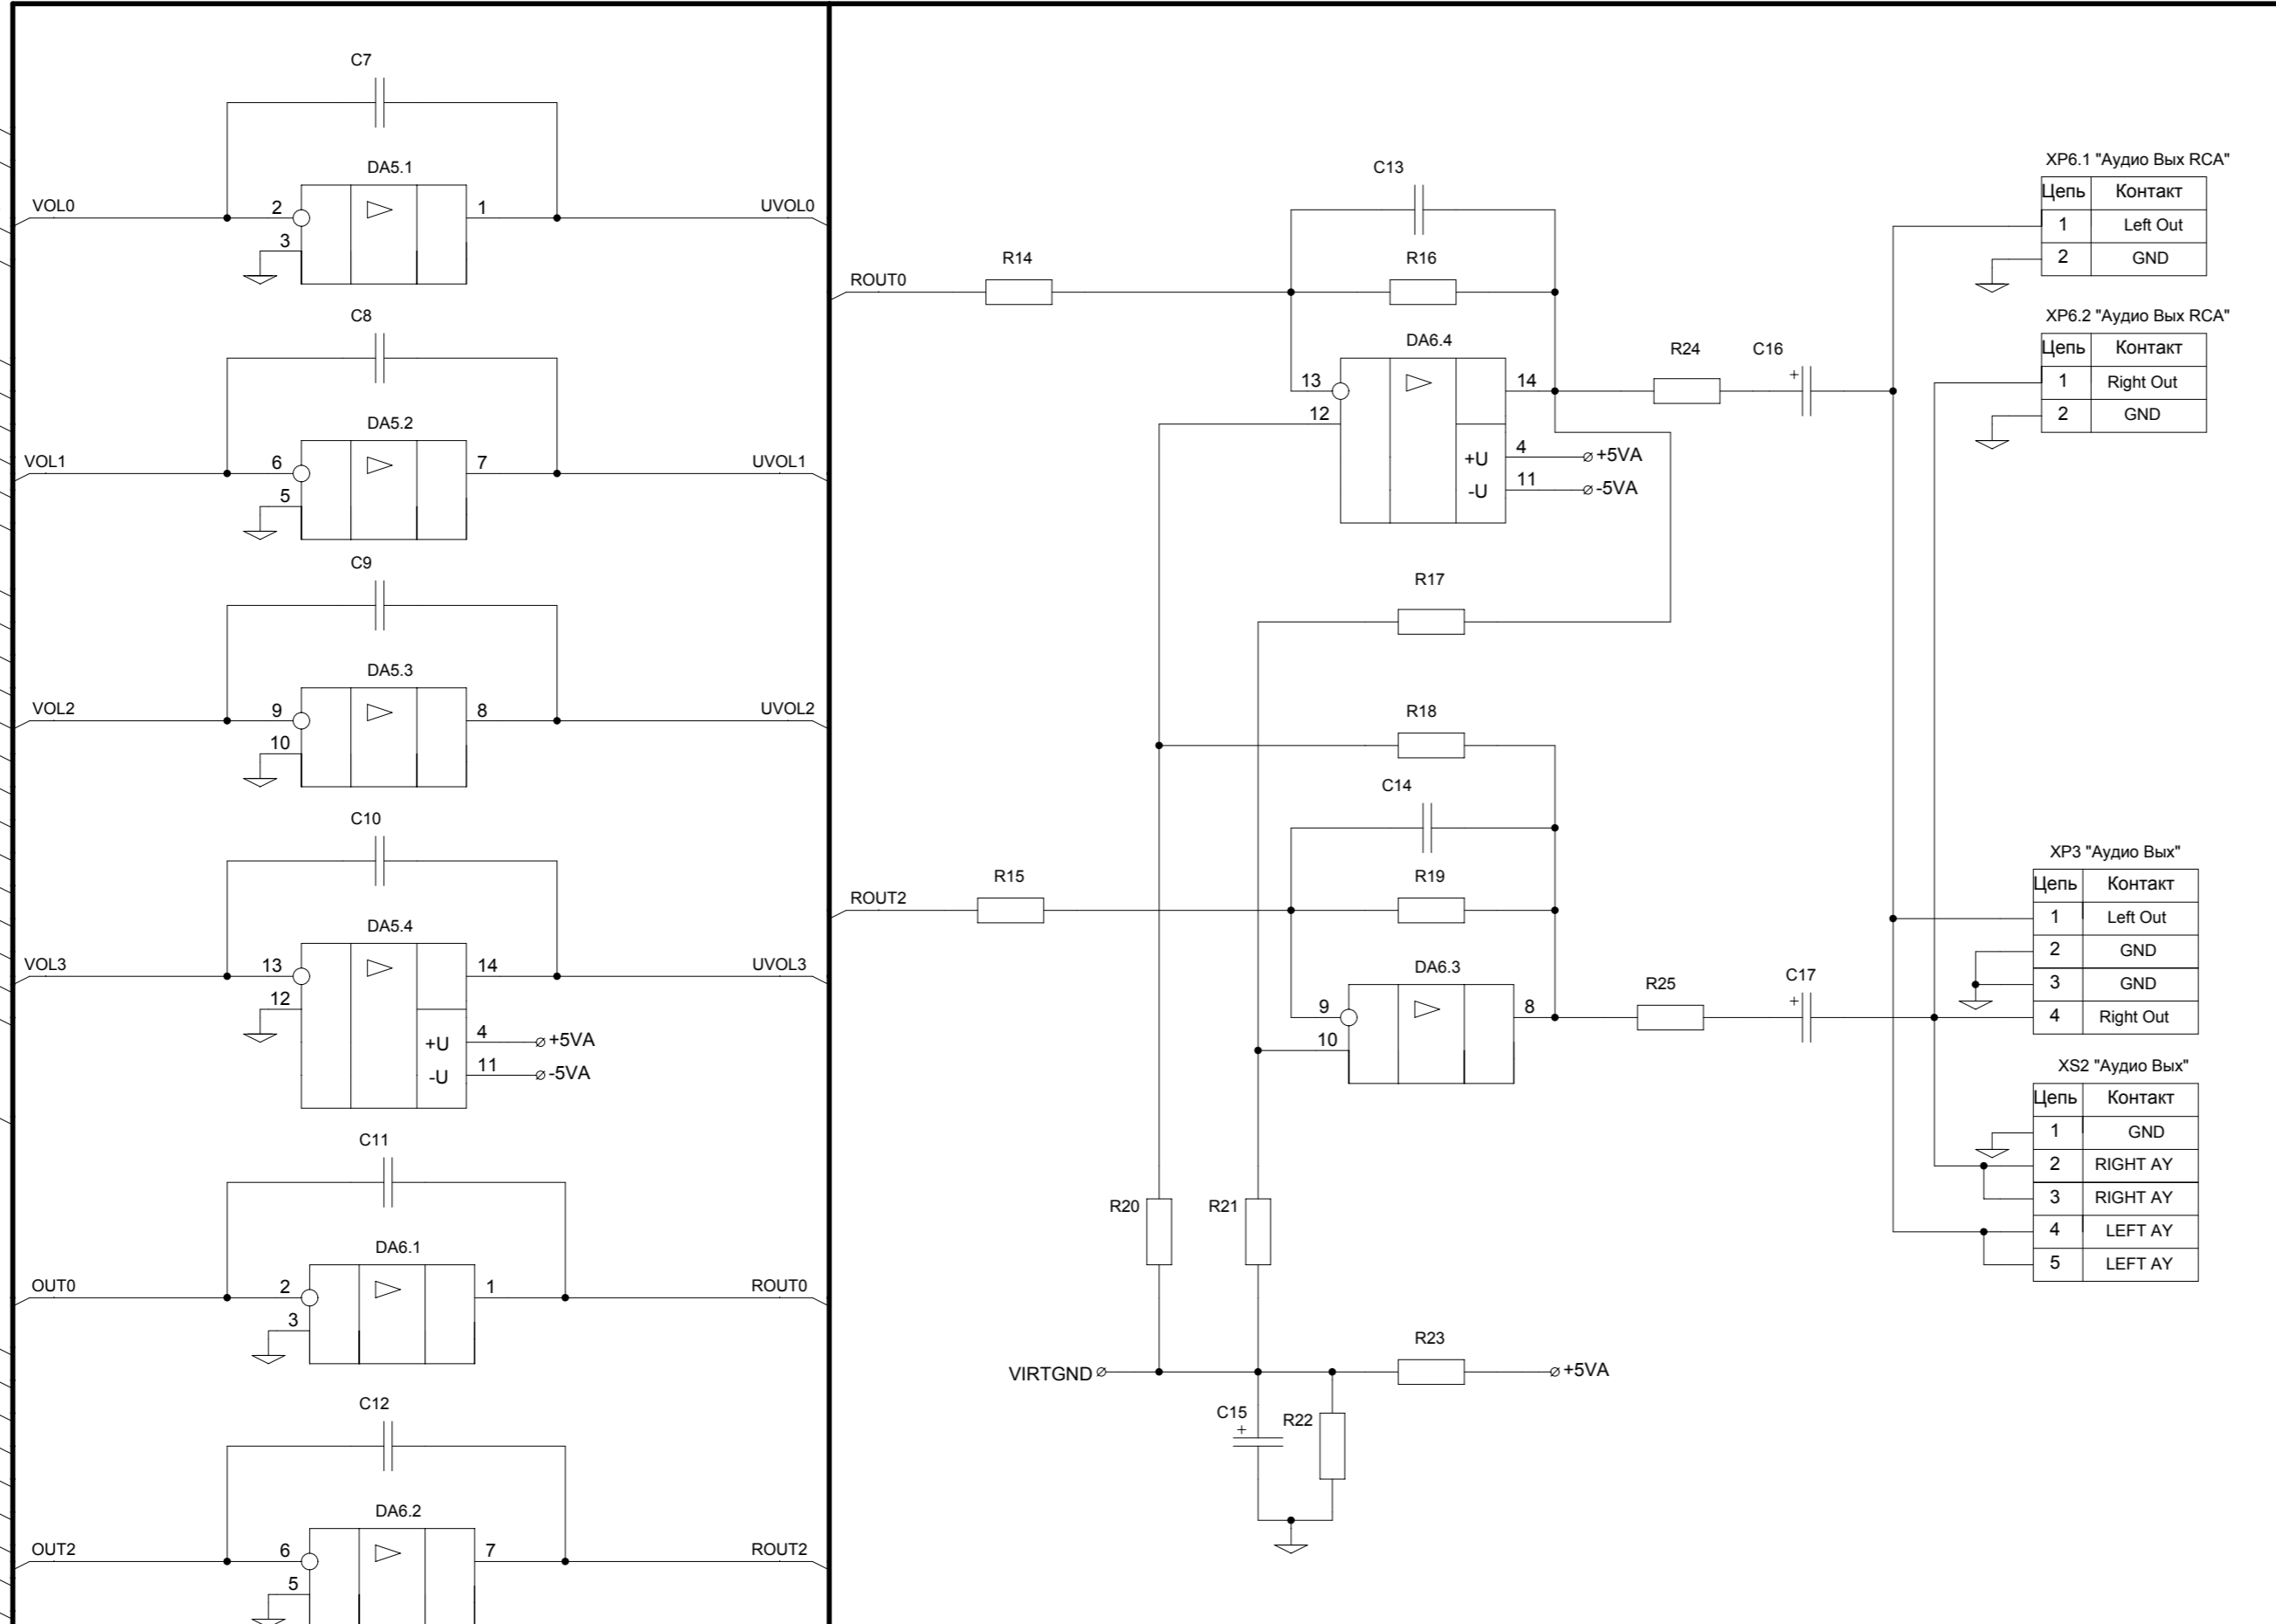 C7
DA5.1
VOL0
2
1
UVOL0
3
C8
DA5.2
VOL1
6
7
UVOL1
5
C9
DA5.3
VOL2
9
8
UVOL2
10
C10
DA5.4
VOL3
13
14
UVOL3
12
+U
4
+5VA
-U
11
-5VA
C11
DA6.1
OUT0
2
1
ROUT0
3
C12
DA6.2
OUT2
6
7
ROUT2
5
C13
ROUT0
R14
R16
DA6.4
13
14
12
+U
4
+5VA
-U
11
-5VA
R24
C16
+
R17
R18
C14
ROUT2
R15
R19
DA6.3
9
8
10
R25
C17
+
R20
R21
R23
VIRTGND
+5VA
C15
+
R22
XP6.1 "Аудио Вых RCA"
Цепь Контакт
1 Left Out
2 GND
XP6.2 "Аудио Вых RCA"
Цепь Контакт
1 Right Out
2 GND
XP3 "Аудио Вых"
Цепь Контакт
1 Left Out
2 GND
3 GND
4 Right Out
XS2 "Аудио Вых"
Цепь Контакт
1 GND
2 RIGHT AY
3 RIGHT AY
4 LEFT AY
5 LEFT AY